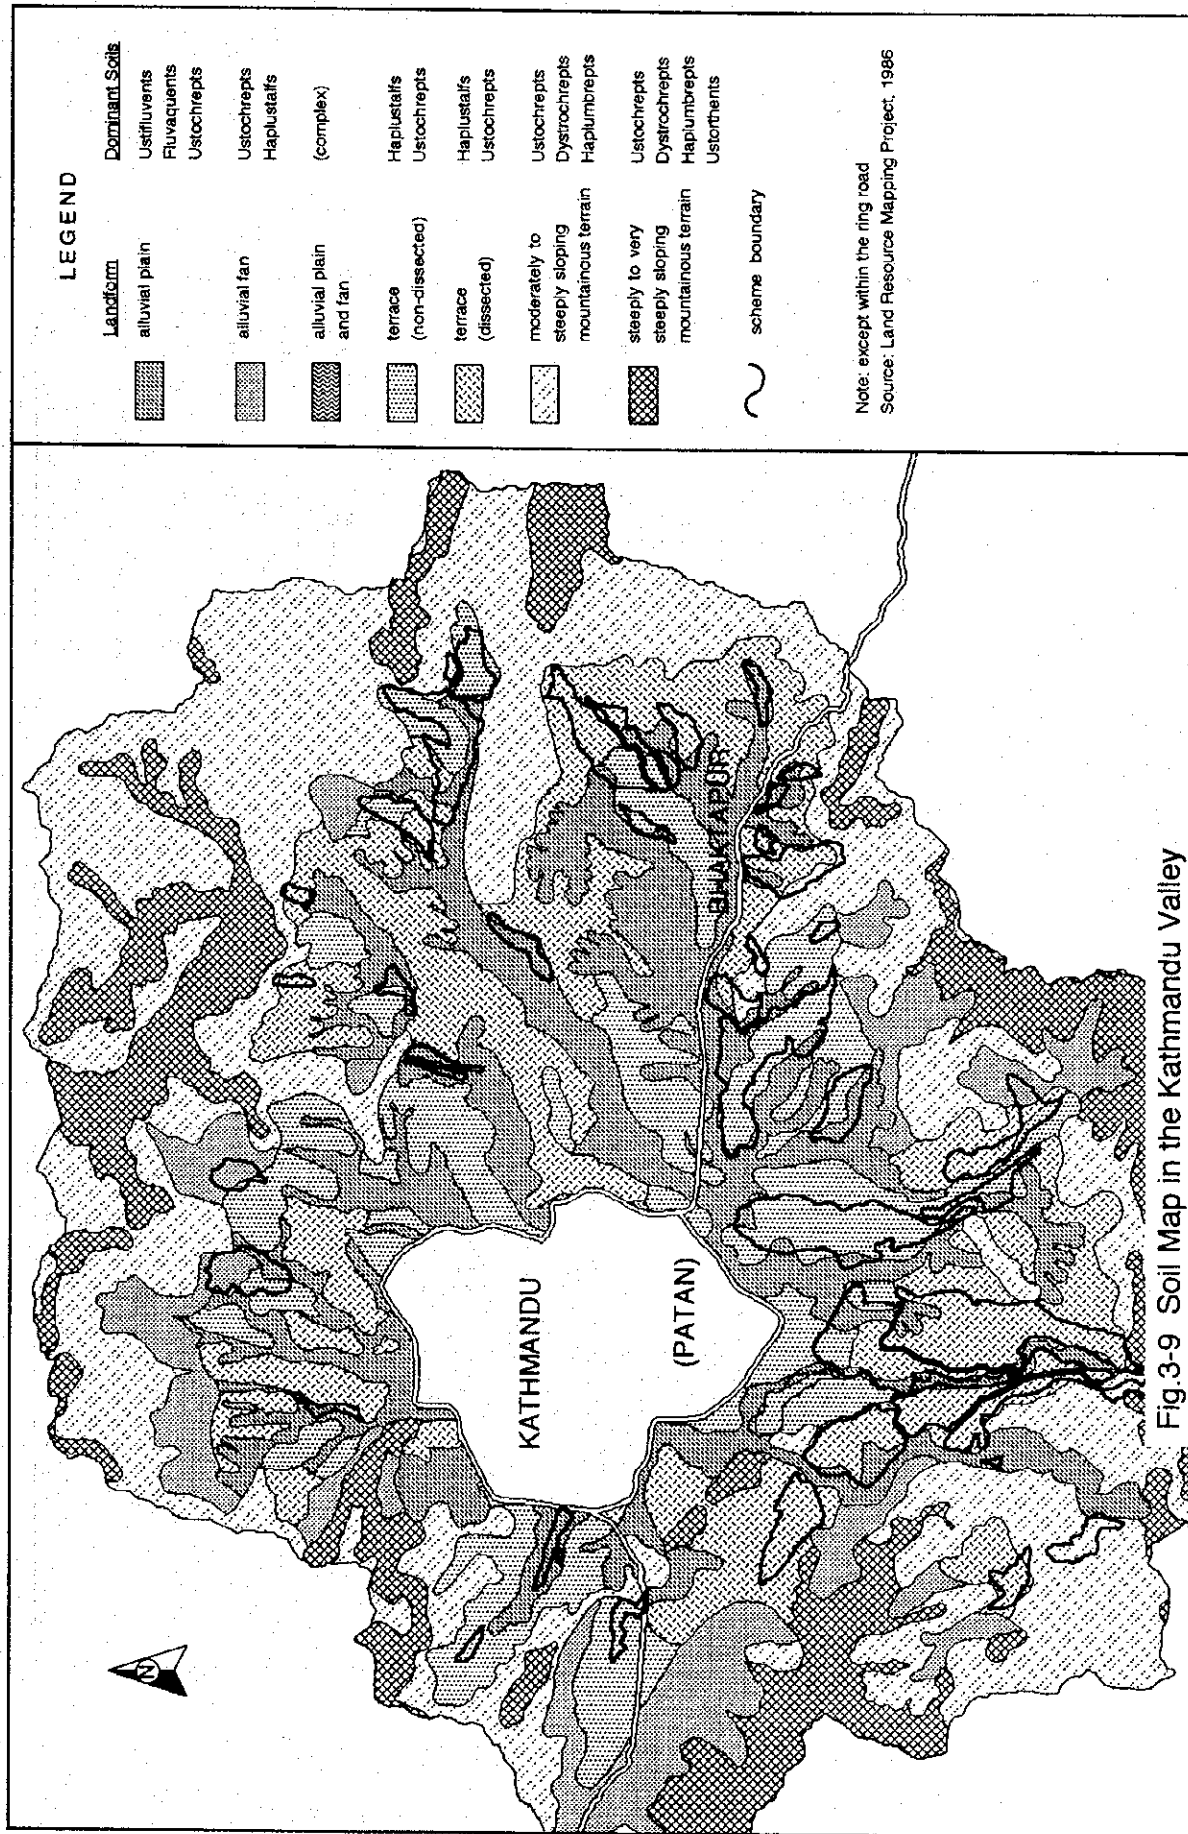 LEGEND
Landform Dominant Soils
alluvial plain Ustifluvents
Fluvaquents
Ustochrepts
alluvial fan Ustochrepts
Haplustalfs
alluvial plain (complex)
and fan
terrace Haplustalfs
(non-dissected) Ustochrepts
terrace Haplustalfs
(dissected) Ustochrepts
moderately to Ustochrepts
steeply sloping Dystrochrepts
mountainous terrain Haplumbrepts
steeply to very Ustochrepts
steeply sloping Dystrochrepts
mountainous terrain Haplumbrepts
Ustorthents
scheme boundary
Note: except within the ring road
Source: Land Resource Mapping Project, 1986
N
KATHMANDU
(PATAN)
BHAKTAPUR
Fig.3-9 Soil Map in the Kathmandu Valley